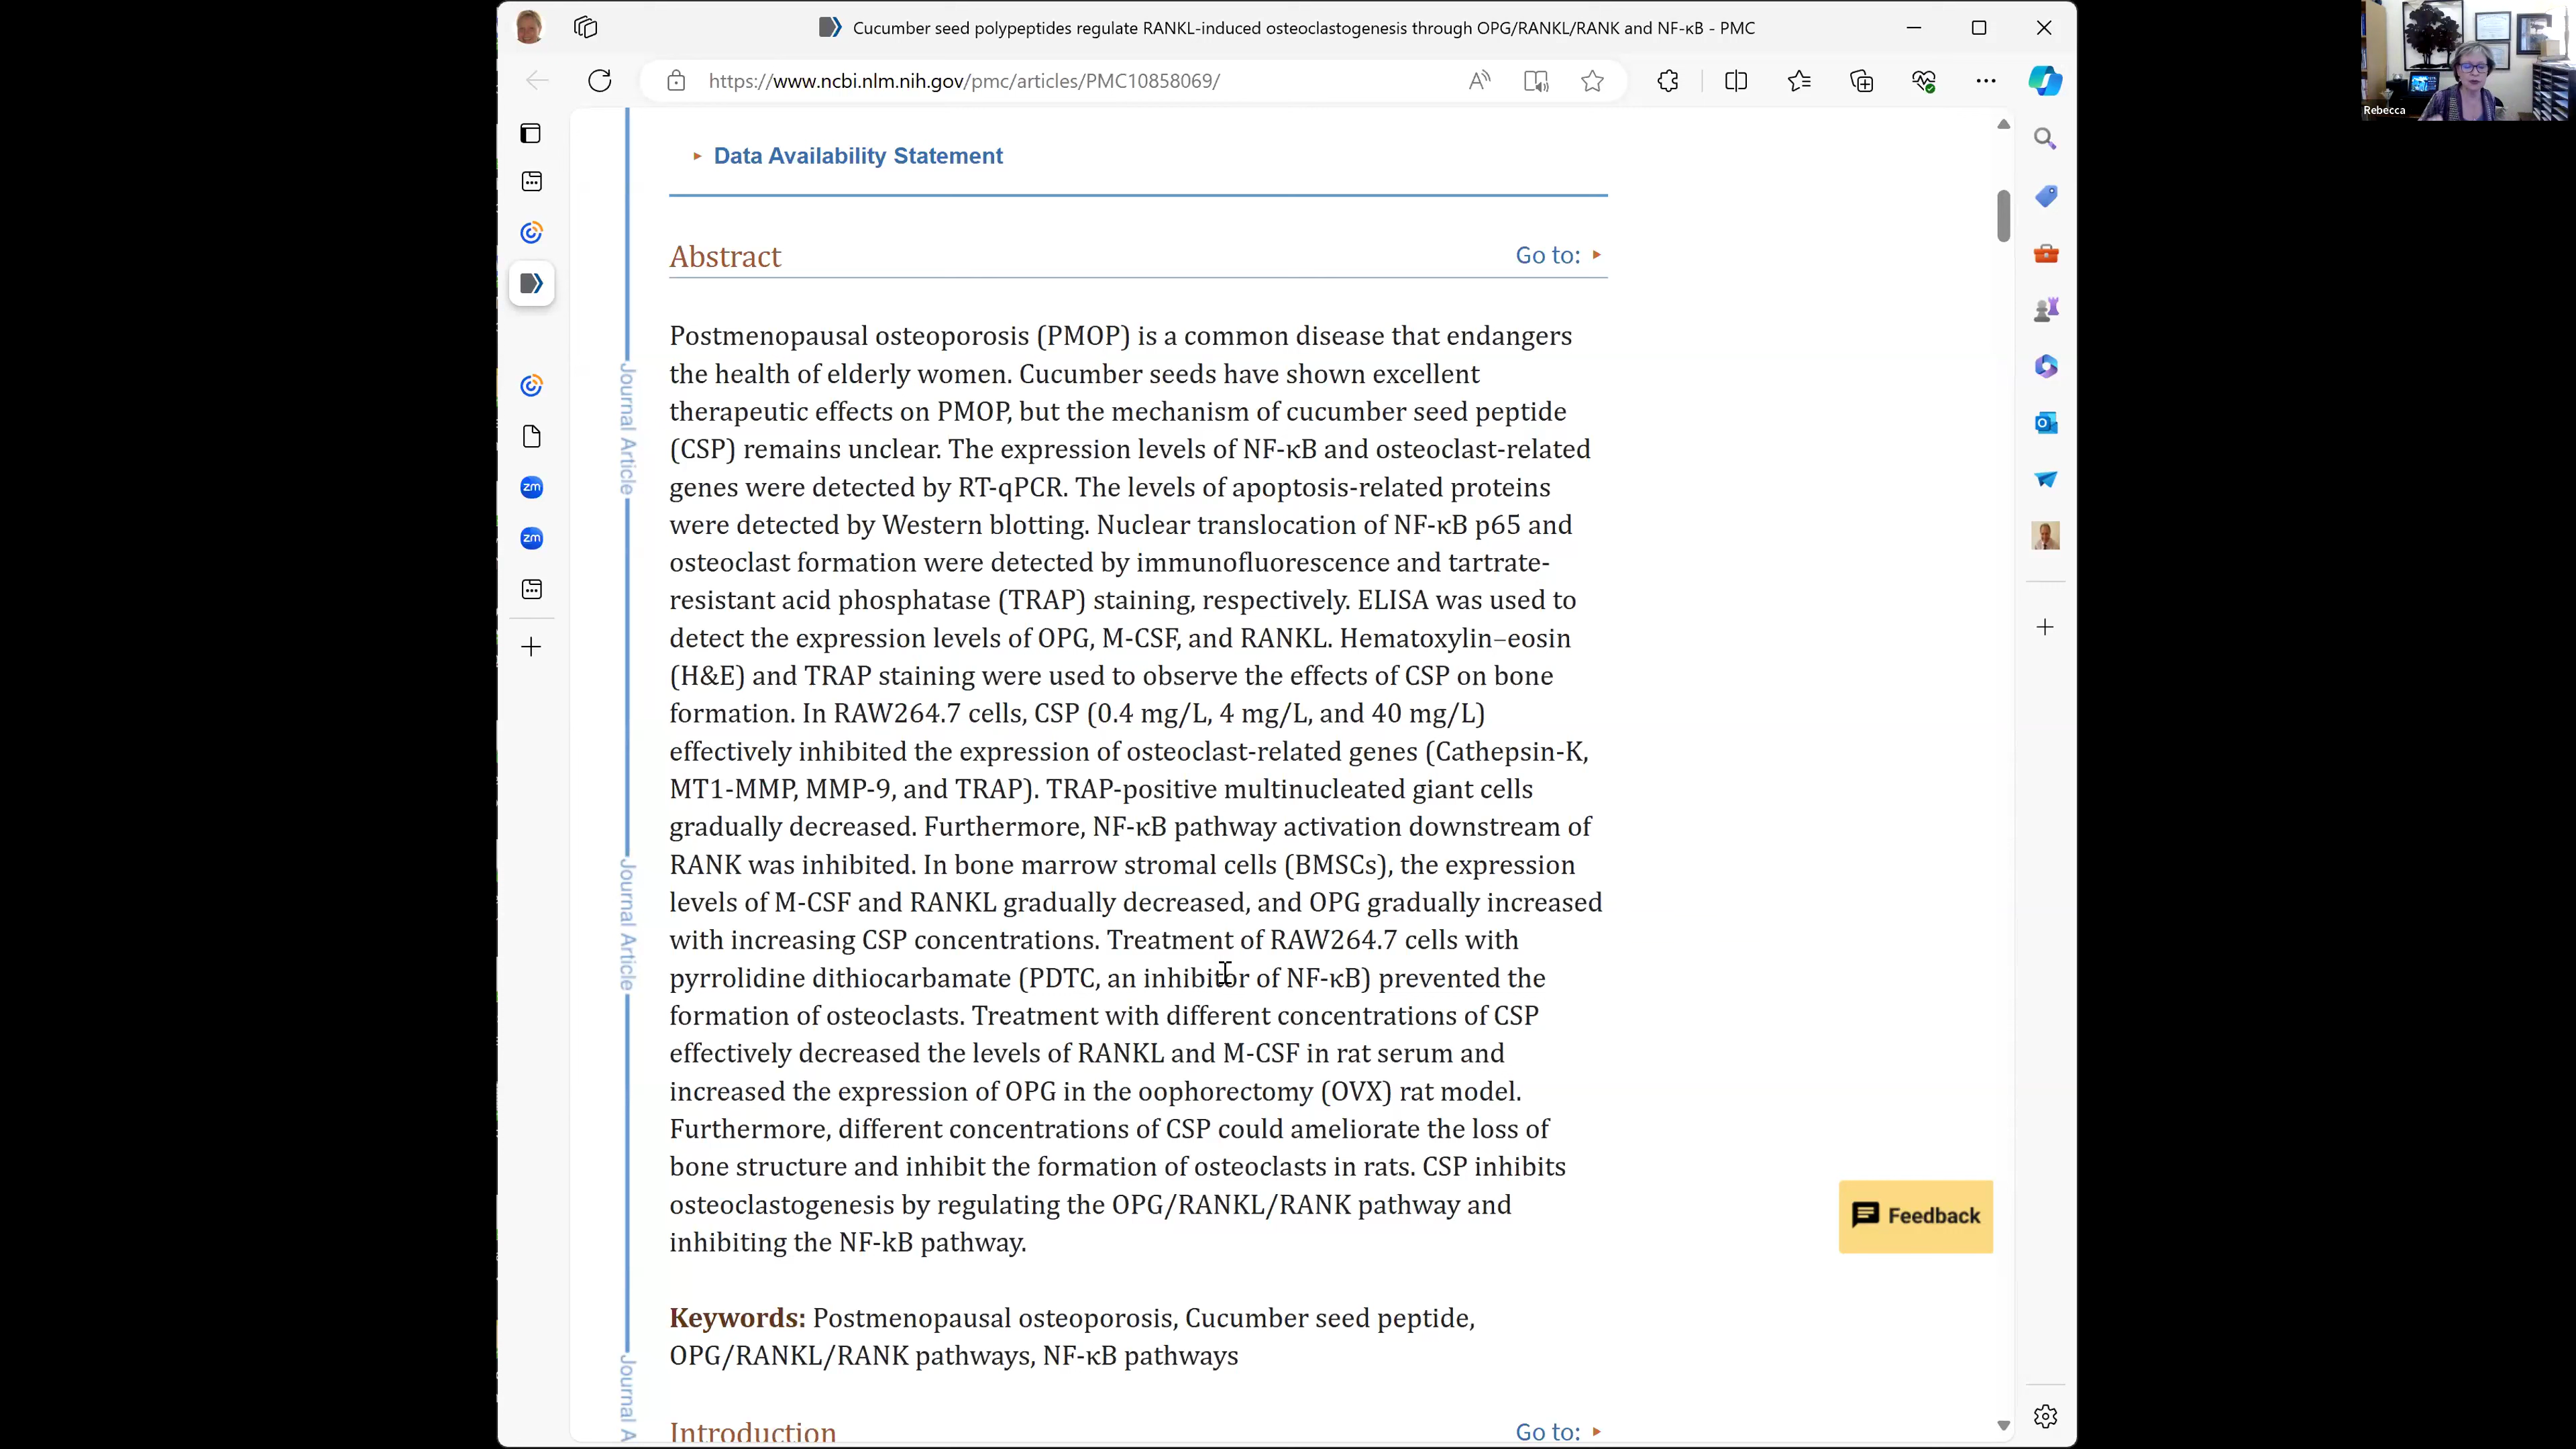 Cucumber seed polypeptides regulate RANKL-induced osteoclastogenesis through OPG/RANKL/RANK and NF-κB - PMC
https://www.ncbi.nlm.nih.gov/pmc/articles/PMC10858069/
Rebecca
Data Availability Statement
Abstract
Go to:
Postmenopausal osteoporosis (PMOP) is a common disease that endangers
the health of elderly women. Cucumber seeds have shown excellent
therapeutic effects on PMOP, but the mechanism of cucumber seed peptide
(CSP) remains unclear. The expression levels of NF-κB and osteoclast-related
genes were detected by RT-qPCR. The levels of apoptosis-related proteins
were detected by Western blotting. Nuclear translocation of NF-κB p65 and
osteoclast formation were detected by immunofluorescence and tartrate-
resistant acid phosphatase (TRAP) staining, respectively. ELISA was used to
detect the expression levels of OPG, M-CSF, and RANKL. Hematoxylin–eosin
(H&E) and TRAP staining were used to observe the effects of CSP on bone
formation. In RAW264.7 cells, CSP (0.4 mg/L, 4 mg/L, and 40 mg/L)
effectively inhibited the expression of osteoclast-related genes (Cathepsin-K,
MT1-MMP, MMP-9, and TRAP). TRAP-positive multinucleated giant cells
gradually decreased. Furthermore, NF-κB pathway activation downstream of
RANK was inhibited. In bone marrow stromal cells (BMSCs), the expression
levels of M-CSF and RANKL gradually decreased, and OPG gradually increased
with increasing CSP concentrations. Treatment of RAW264.7 cells with
pyrrolidine dithiocarbamate (PDTC, an inhibitor of NF-κB) prevented the
formation of osteoclasts. Treatment with different concentrations of CSP
effectively decreased the levels of RANKL and M-CSF in rat serum and
increased the expression of OPG in the oophorectomy (OVX) rat model.
Furthermore, different concentrations of CSP could ameliorate the loss of
bone structure and inhibit the formation of osteoclasts in rats. CSP inhibits
osteoclastogenesis by regulating the OPG/RANKL/RANK pathway and
inhibiting the NF-kB pathway.
Keywords: Postmenopausal osteoporosis, Cucumber seed peptide,
OPG/RANKL/RANK pathways, NF-κB pathways
Introduction
Go to:
Journal Article
Journal Article
Journal A
zm
zm
Feedback